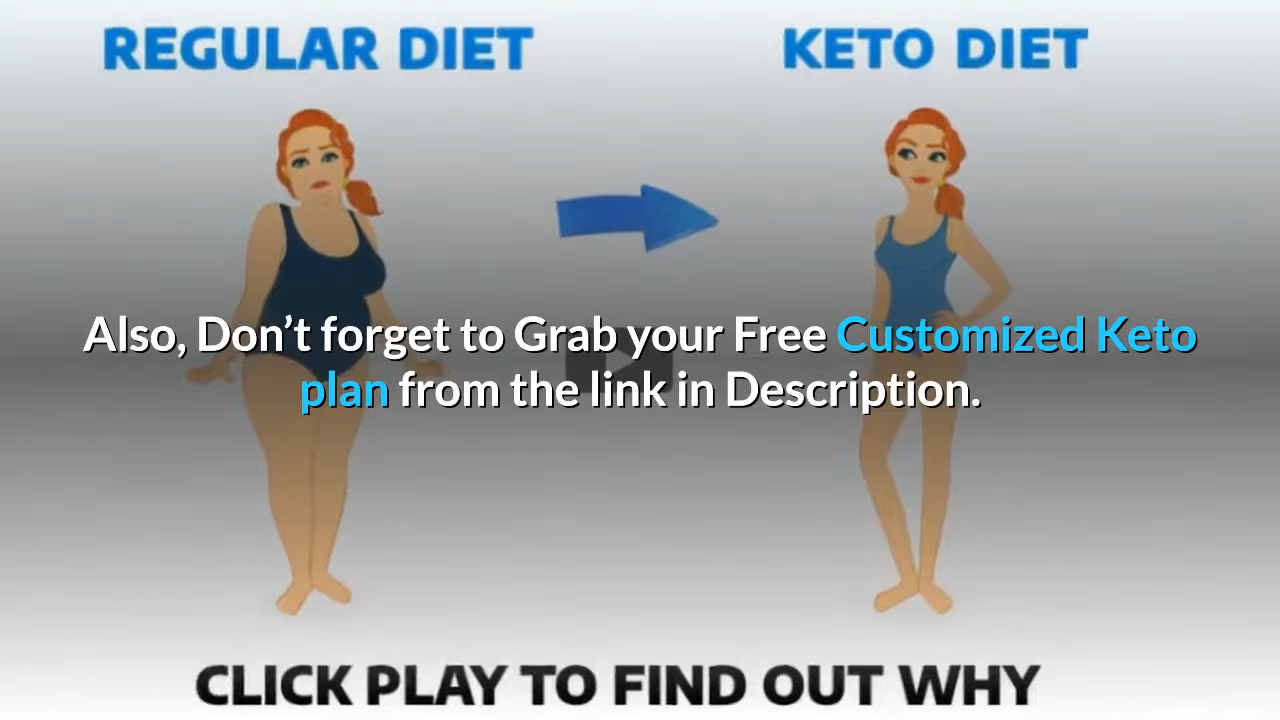 REGULAR DIET
KETO DIET
Also, Don’t forget to Grab your Free Customized Keto
plan from the link in Description.
CLICK PLAY TO FIND OUT WHY